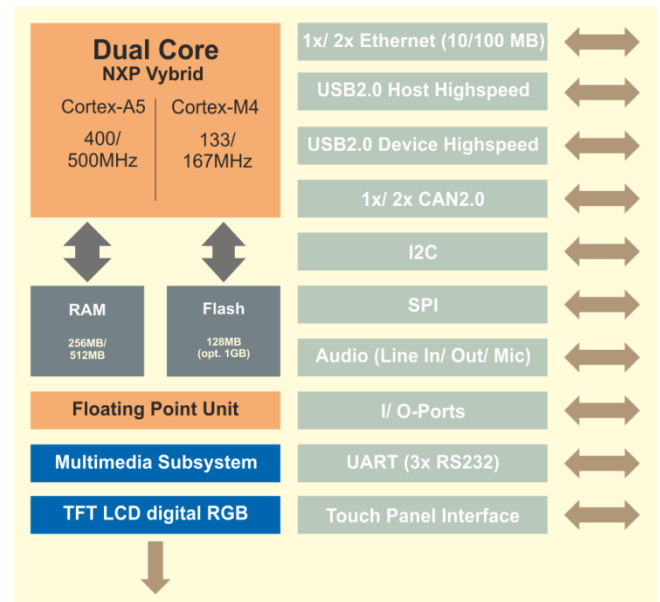 Dual Core
NXP Vybrid
Cortex-A5
400/
500MHz
Cortex-M4
133/
167MHz
RAM
256MB/
512MB
Flash
128MB
(opt. 1GB)
Floating Point Unit
Multimedia Subsystem
TFT LCD digital RGB
1x/ 2x Ethernet (10/100 MB)
USB2.0 Host Highspeed
USB2.0 Device Highspeed
1x/ 2x CAN2.0
I2C
SPI
Audio (Line In/ Out/ Mic)
I/ O-Ports
UART (3x RS232)
Touch Panel Interface